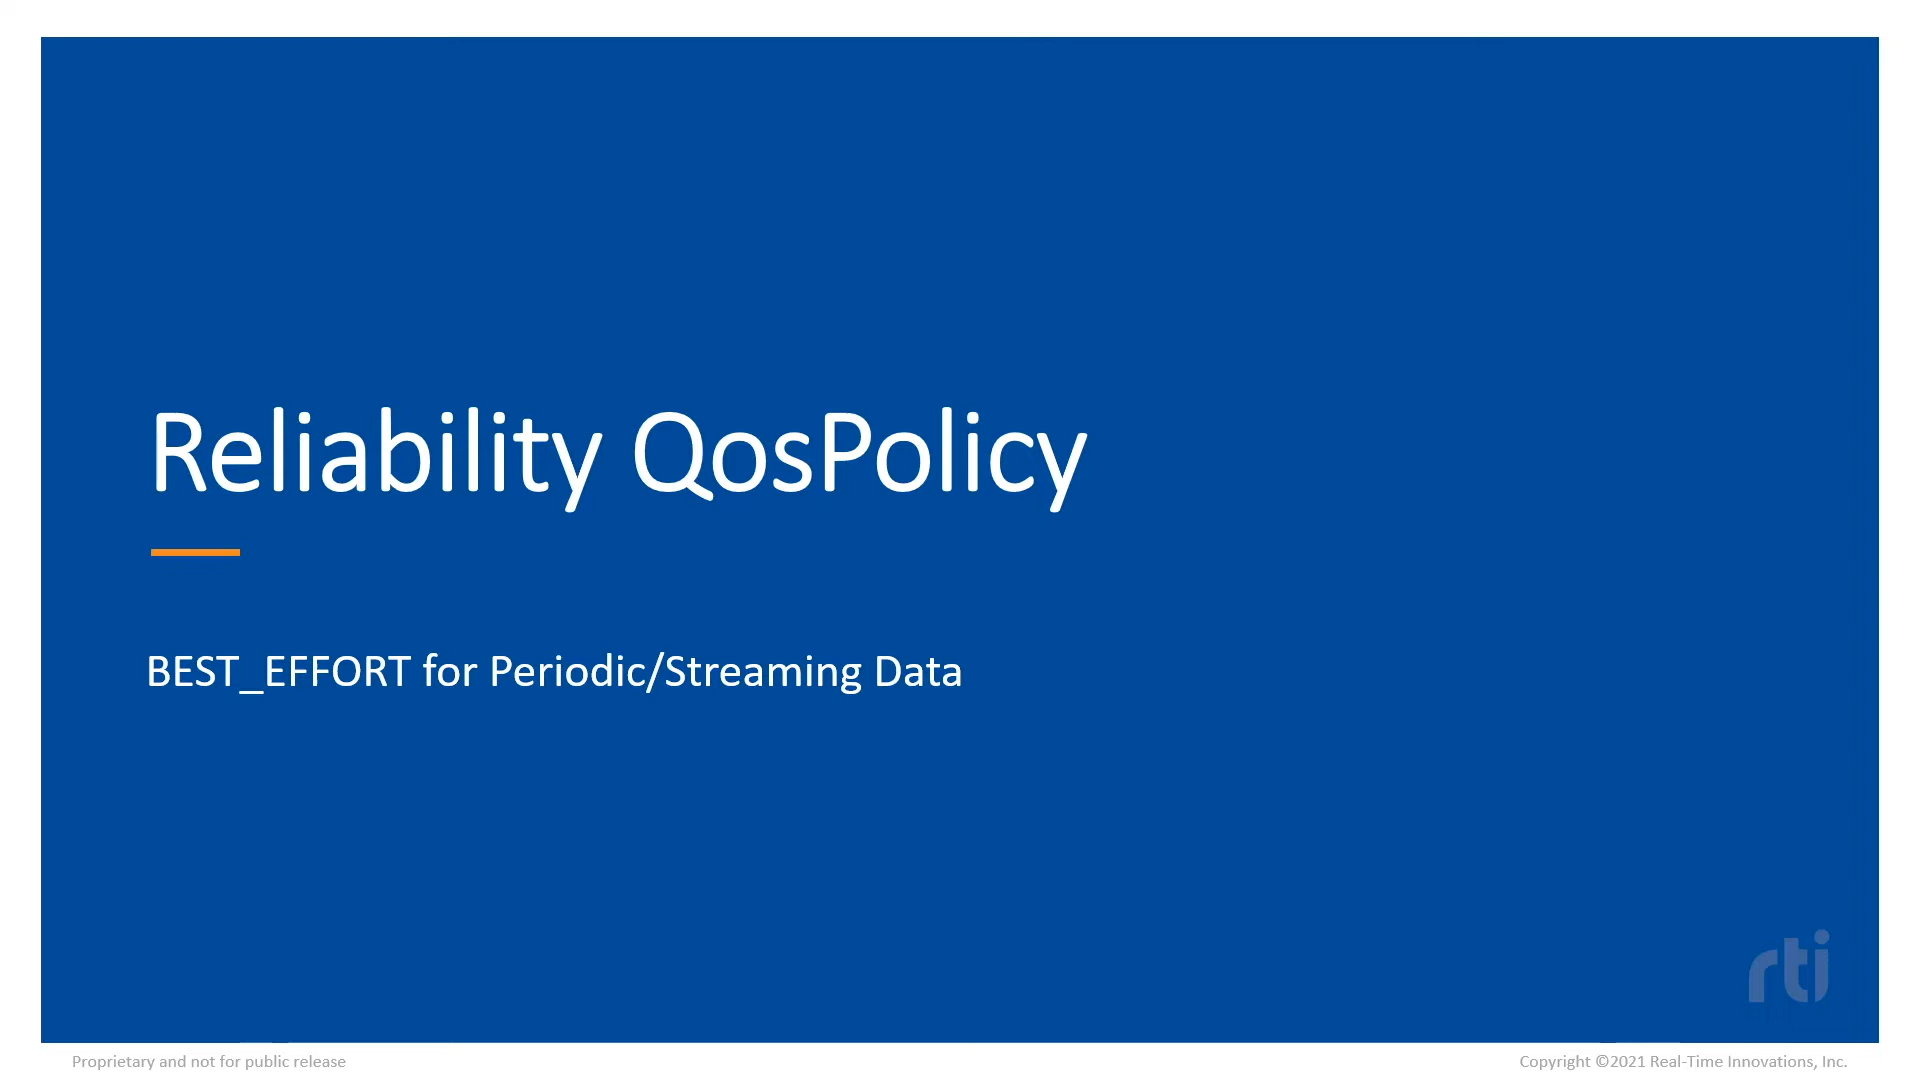 Reliability QosPolicy
BEST_EFFORT for Periodic/Streaming Data
rti
Proprietary and not for public release
Copyright ©2021 Real-Time Innovations, Inc.